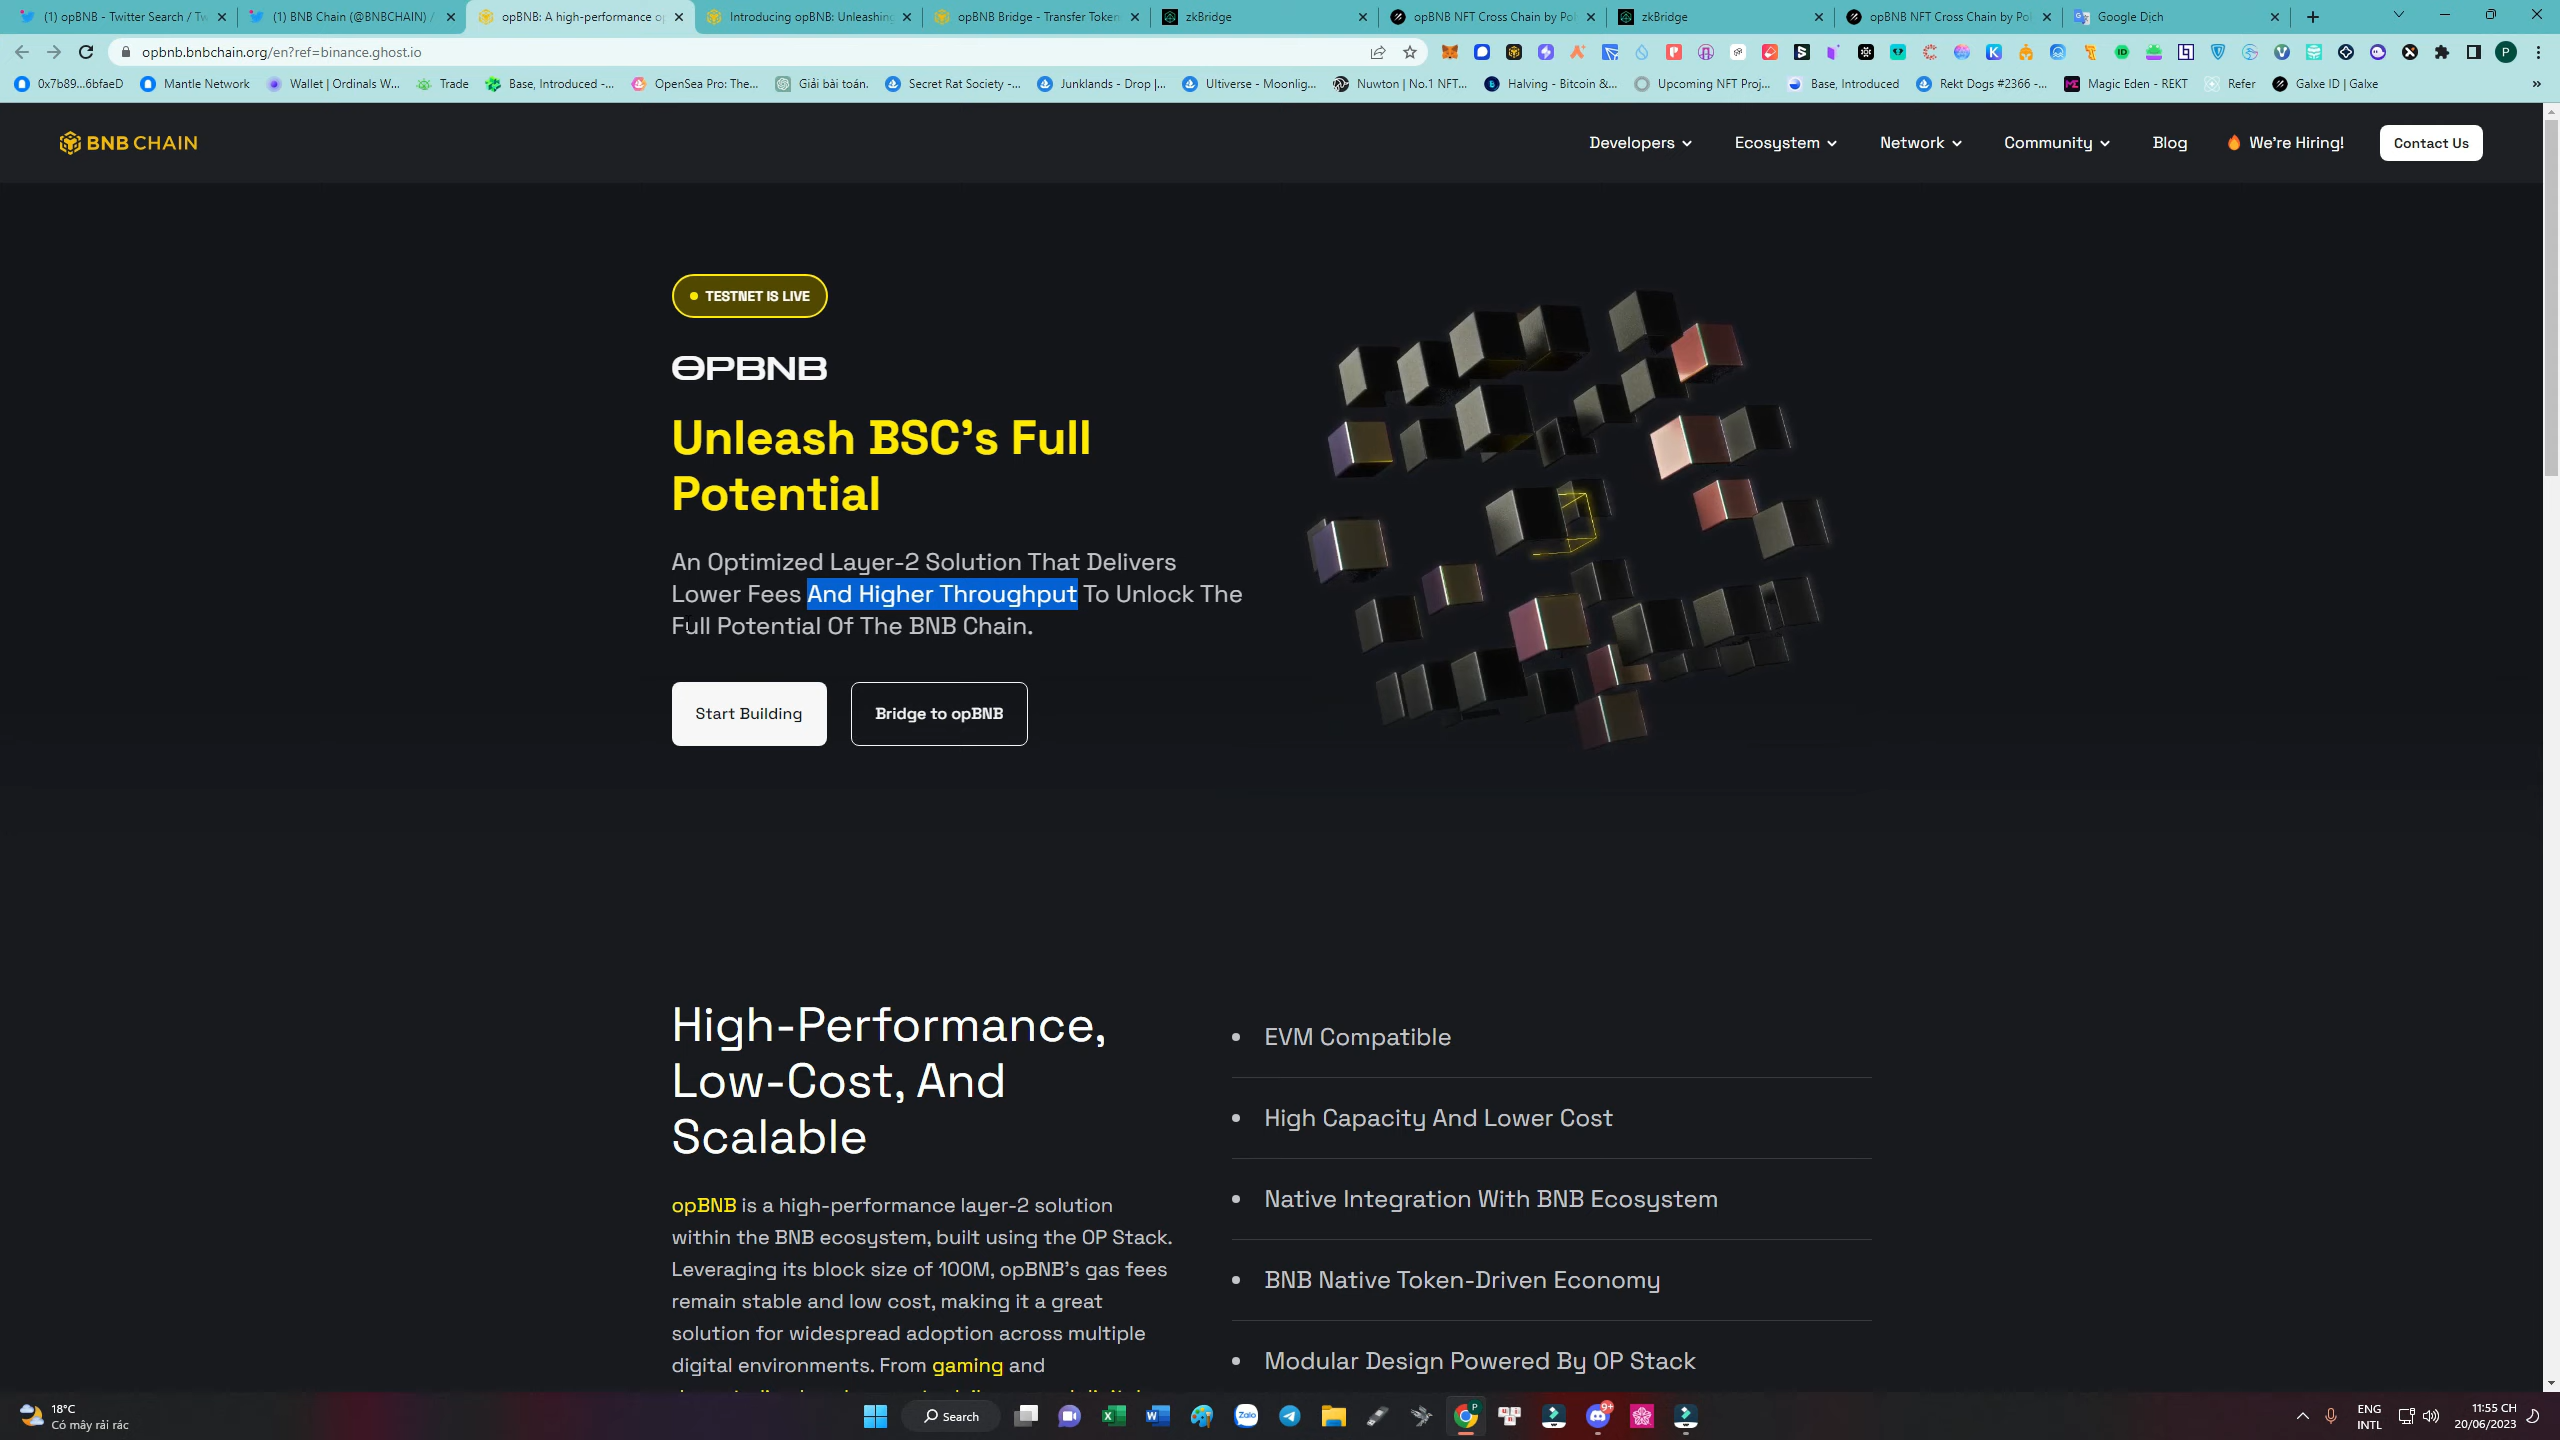 (1) opBNB - Twitter Search / Tw
(1) BNB Chain (@BNBCHAIN) /
opBNB: A high-performance op
Introducing opBNB: Unleashing
opBNB Bridge - Transfer Token
zkBridge
opBNB NFT Cross Chain by Pol
zkBridge
opBNB NFT Cross Chain by Pol
Google Dịch
opbnb.bnbchain.org/en?ref=binance.ghost.io
0x7b89...6bfaeD
Mantle Network
Wallet | Ordinals W...
Trade
Base, Introduced -...
OpenSea Pro: The...
Giải bài toán.
Secret Rat Society -...
Junklands - Drop |...
Ultiverse - Moonlig...
Nuwton | No.1 NFT...
Halving - Bitcoin &...
Upcoming NFT Proj...
Base, Introduced
Rekt Dogs #2366 -...
Magic Eden - REKT
Refer
Galxe ID | Galxe
BNB CHAIN
Developers
Ecosystem
Network
Community
Blog
We're Hiring!
Contact Us
TESTNET IS LIVE
OPBNB
Unleash BSC's Full
Potential
An Optimized Layer-2 Solution That Delivers
Lower Fees And Higher Throughput To Unlock The
Full Potential Of The BNB Chain.
Start Building
Bridge to opBNB
High-Performance,
Low-Cost, And
Scalable
opBNB is a high-performance layer-2 solution
within the BNB ecosystem, built using the OP Stack.
Leveraging its block size of 100M, opBNB's gas fees
remain stable and low cost, making it a great
solution for widespread adoption across multiple
digital environments. From gaming and
EVM Compatible
High Capacity And Lower Cost
Native Integration With BNB Ecosystem
BNB Native Token-Driven Economy
Modular Design Powered By OP Stack
18°C
Có mây rải rác
Search
Zalo
9+
ENG
INTL
11:55 CH
20/06/2023